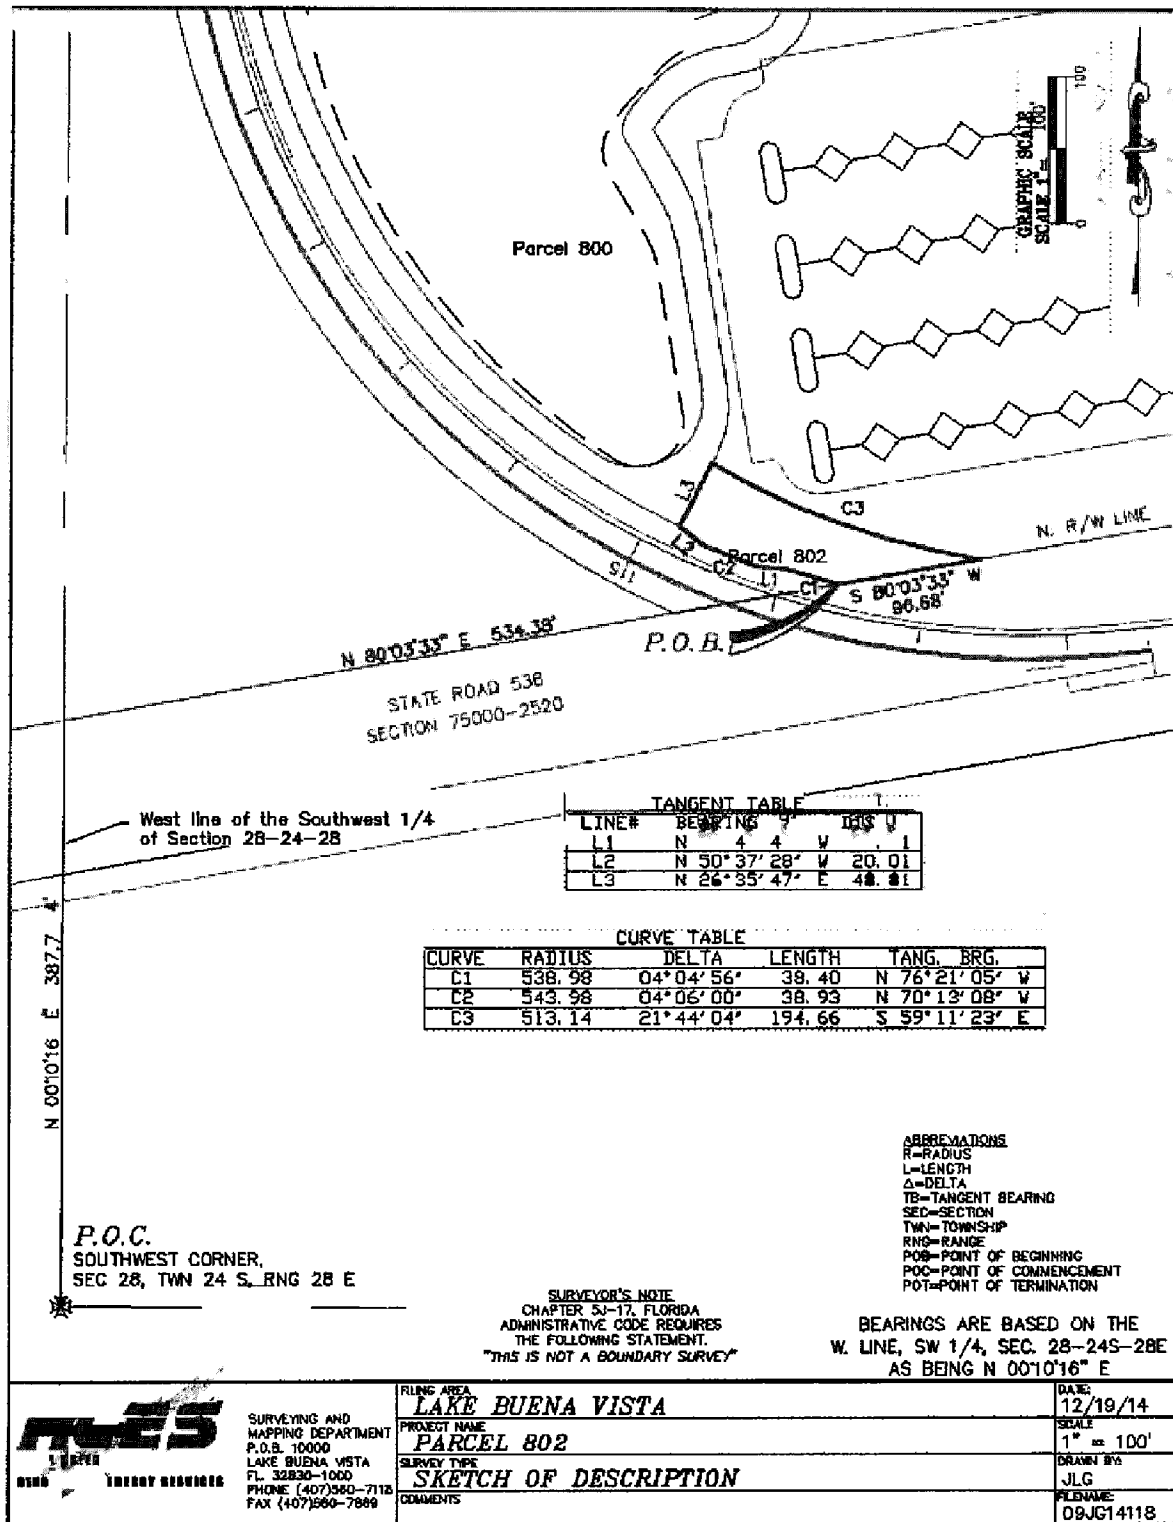 100
GRAPHIC SCALE
SCALE 1" = 100'
0
Parcel 800
L3
C3
N. R/W LINE
L2
Parcel 802
C2
L1
C1
S 80°03'33" W
96.68'
P.O.B.
N 80°03'33" E 534.38'
STATE ROAD 536
SECTION 75000-2520
West line of the Southwest 1/4
of Section 28-24-28
TANGENT TABLE
LINE# BEARING
L1 N W
L2 N 50°37'28" W 20.01
L3 N 26°35'47" E
CURVE TABLE
CURVE RADIUS DELTA LENGTH TANG. BRG.
C1 538.98 04°04'56" 38.40 N 76°21'05" W
C2 543.98 04°06'00" 38.93 N 70°13'08" W
C3 513.14 21°44'04" 194.66 S 59°11'23" E
N 00°10'16" E
ABBREVIATIONS
R=RADIUS
L=LENGTH
Δ=DELTA
TB=TANGENT BEARING
SEC=SECTION
TWN=TOWNSHIP
RNG=RANGE
POB=POINT OF BEGINNING
POC=POINT OF COMMENCEMENT
POT=POINT OF TERMINATION
P.O.C.
SOUTHWEST CORNER,
SEC 28, TWN 24 S, RNG 28 E
SURVEYOR'S NOTE
CHAPTER 5J-17, FLORIDA
ADMINISTRATIVE CODE REQUIRES
THE FOLLOWING STATEMENT.
"THIS IS NOT A BOUNDARY SURVEY"
BEARINGS ARE BASED ON THE
W. LINE, SW 1/4, SEC. 28-24S-28E
AS BEING N 00°10'16" E
ENERGY SERVICES
SURVEYING AND
MAPPING DEPARTMENT
P.O.B. 10000
LAKE BUENA VISTA
FL. 32830-1000
PHONE (407)560-7118
FAX (407)560-7889
FILING AREA
LAKE BUENA VISTA
PROJECT NAME
PARCEL 802
SURVEY TYPE
SKETCH OF DESCRIPTION
COMMENTS
DATE:
12/19/14
SCALE
1" = 100'
DRAWN BY:
JLG
FILENAME:
09JG14118